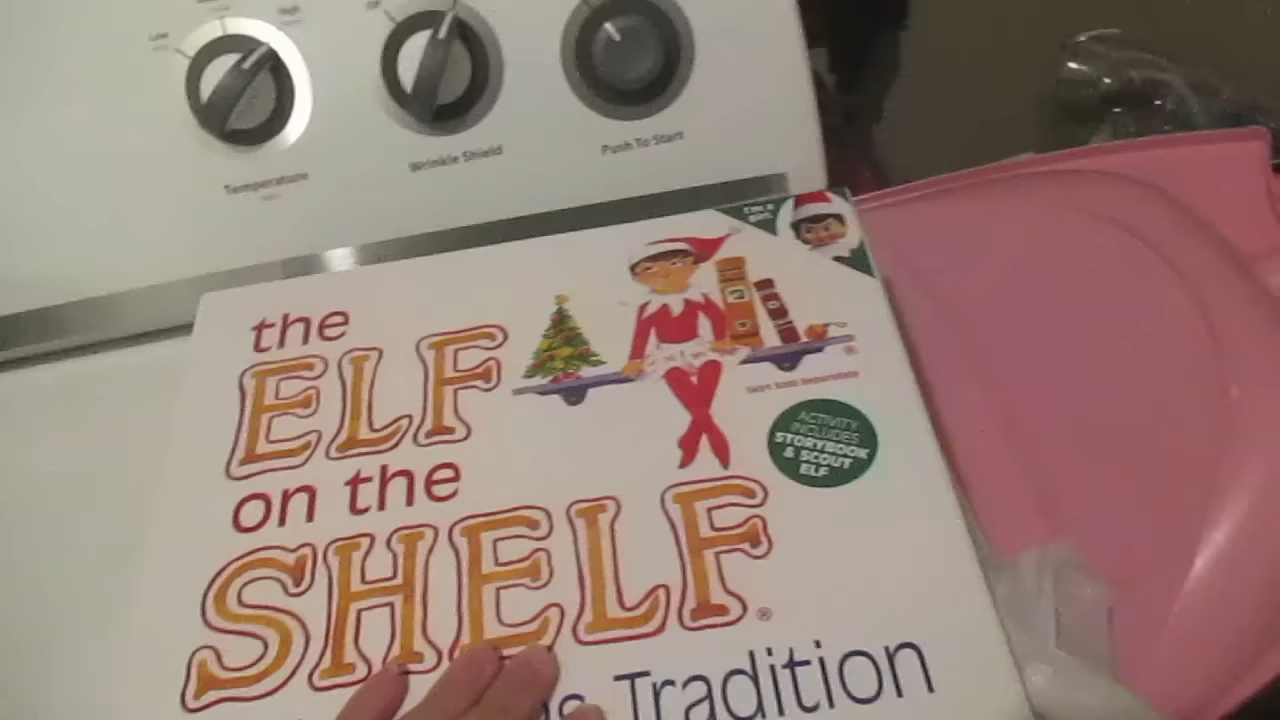 Low
High
Temperature
Wrinkle Shield
Push To Start
I'm a
girl
the
ELF
on the
SHELF®
Tradition
ACTIVITY
INCLUDES
STORYBOOK
& SCOUT
ELF